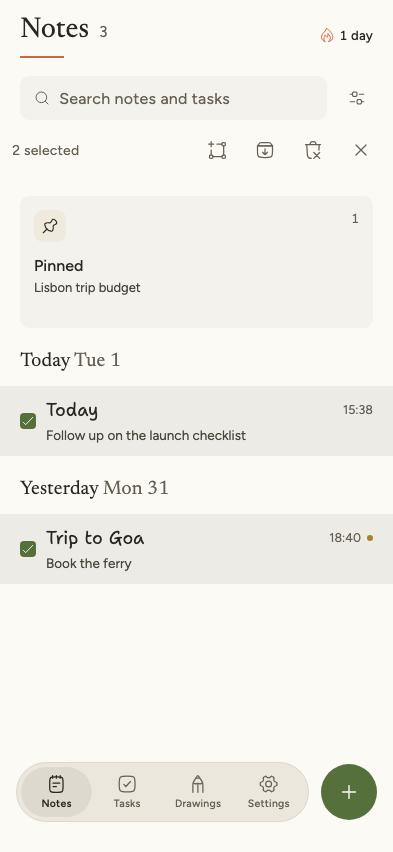 Notes 3
1 day
Search notes and tasks
2 selected
1
Pinned
Lisbon trip budget
Today Tue 1
Today 15:38
Follow up on the launch checklist
Yesterday Mon 31
Trip to Goa 18:40
Book the ferry
Notes Tasks Drawings Settings